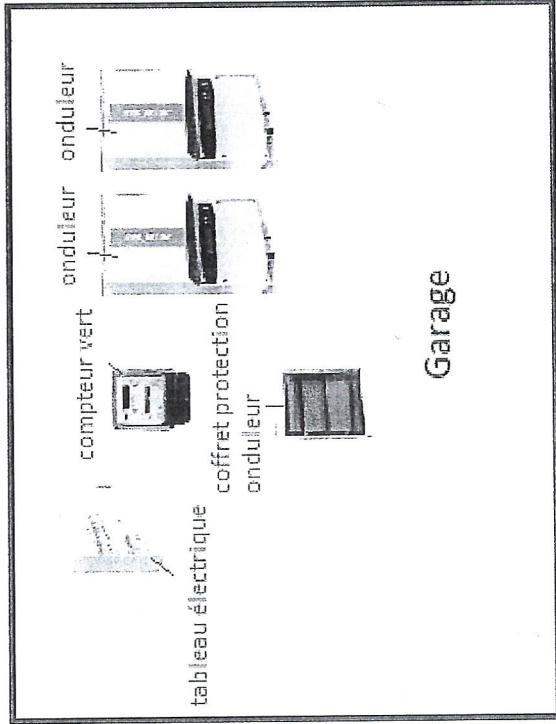 tableau électrique
compteur vert
coffret protection
onduleur
onduleur
onduleur
Garage